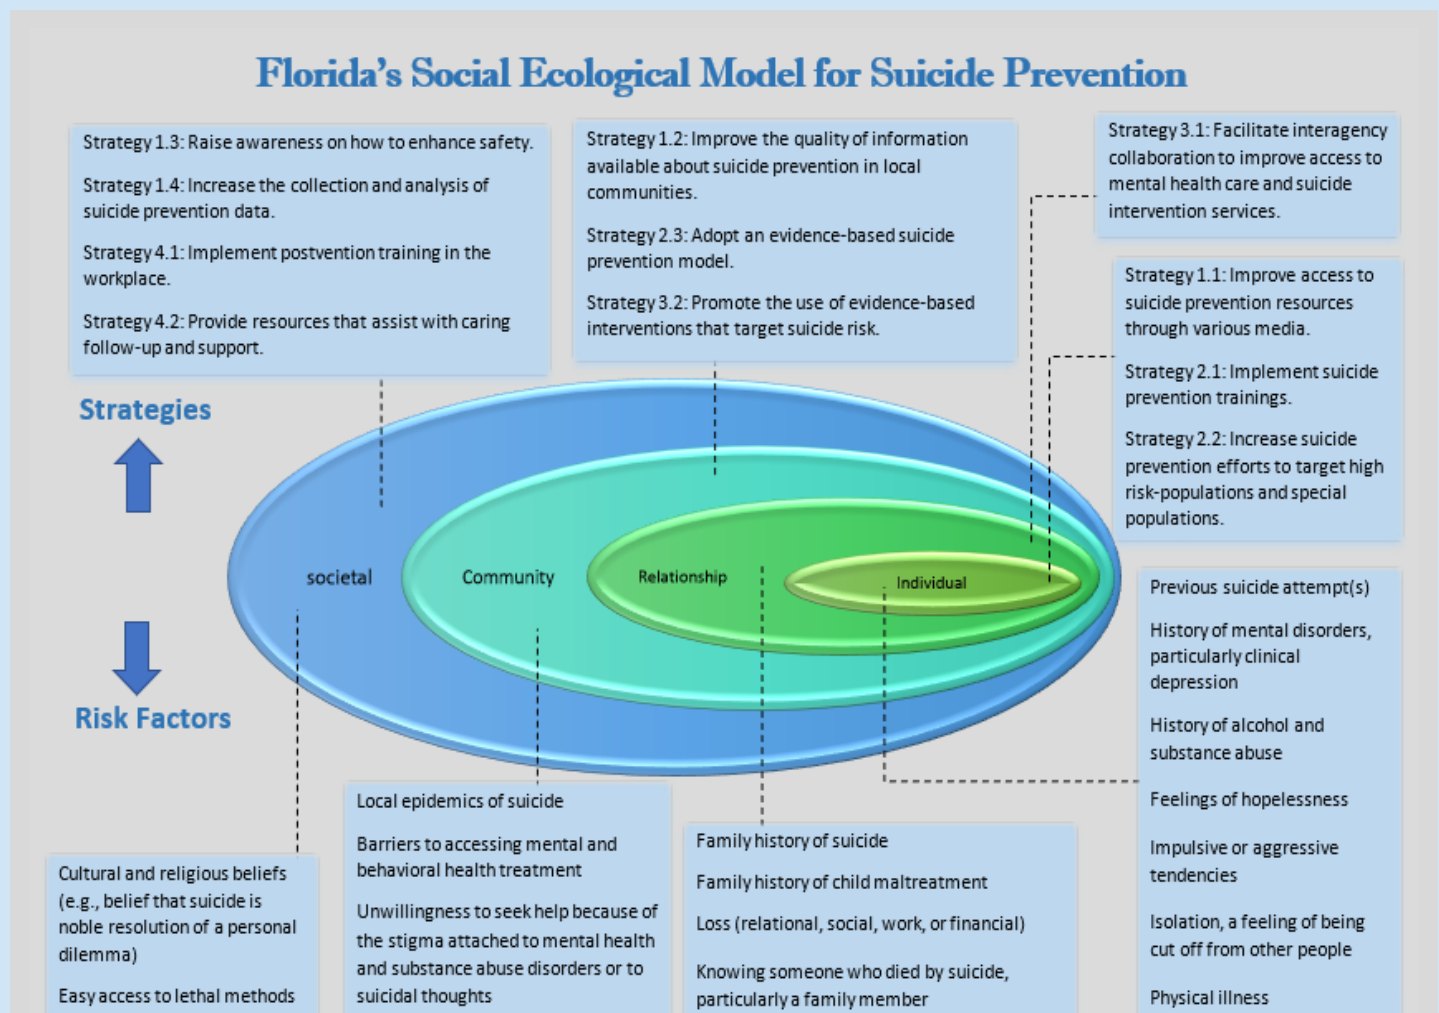 Florida's Social Ecological Model for Suicide Prevention
Strategy 1.3: Raise awareness on how to enhance safety.
Strategy 1.4: Increase the collection and analysis of
suicide prevention data.
Strategy 4.1: Implement postvention training in the
workplace.
Strategy 4.2: Provide resources that assist with caring
follow-up and support.
Strategy 1.2: Improve the quality of information
available about suicide prevention in local
communities.
Strategy 2.3: Adopt an evidence-based suicide
prevention model.
Strategy 3.2: Promote the use of evidence-based
interventions that target suicide risk.
Strategy 3.1: Facilitate interagency
collaboration to improve access to
mental health care and suicide
intervention services.
Strategy 1.1: Improve access to
suicide prevention resources
through various media.
Strategy 2.1: Implement suicide
prevention trainings.
Strategy 2.2: Increase suicide
prevention efforts to target high
risk-populations and special
populations.
Strategies
societal
Community
Relationship
Individual
Risk Factors
Cultural and religious beliefs
(e.g., belief that suicide is
noble resolution of a personal
dilemma)
Easy access to lethal methods
Local epidemics of suicide
Barriers to accessing mental and
behavioral health treatment
Unwillingness to seek help because of
the stigma attached to mental health
and substance abuse disorders or to
suicidal thoughts
Family history of suicide
Family history of child maltreatment
Loss (relational, social, work, or financial)
Knowing someone who died by suicide,
particularly a family member
Previous suicide attempt(s)
History of mental disorders,
particularly clinical
depression
History of alcohol and
substance abuse
Feelings of hopelessness
Impulsive or aggressive
tendencies
Isolation, a feeling of being
cut off from other people
Physical illness